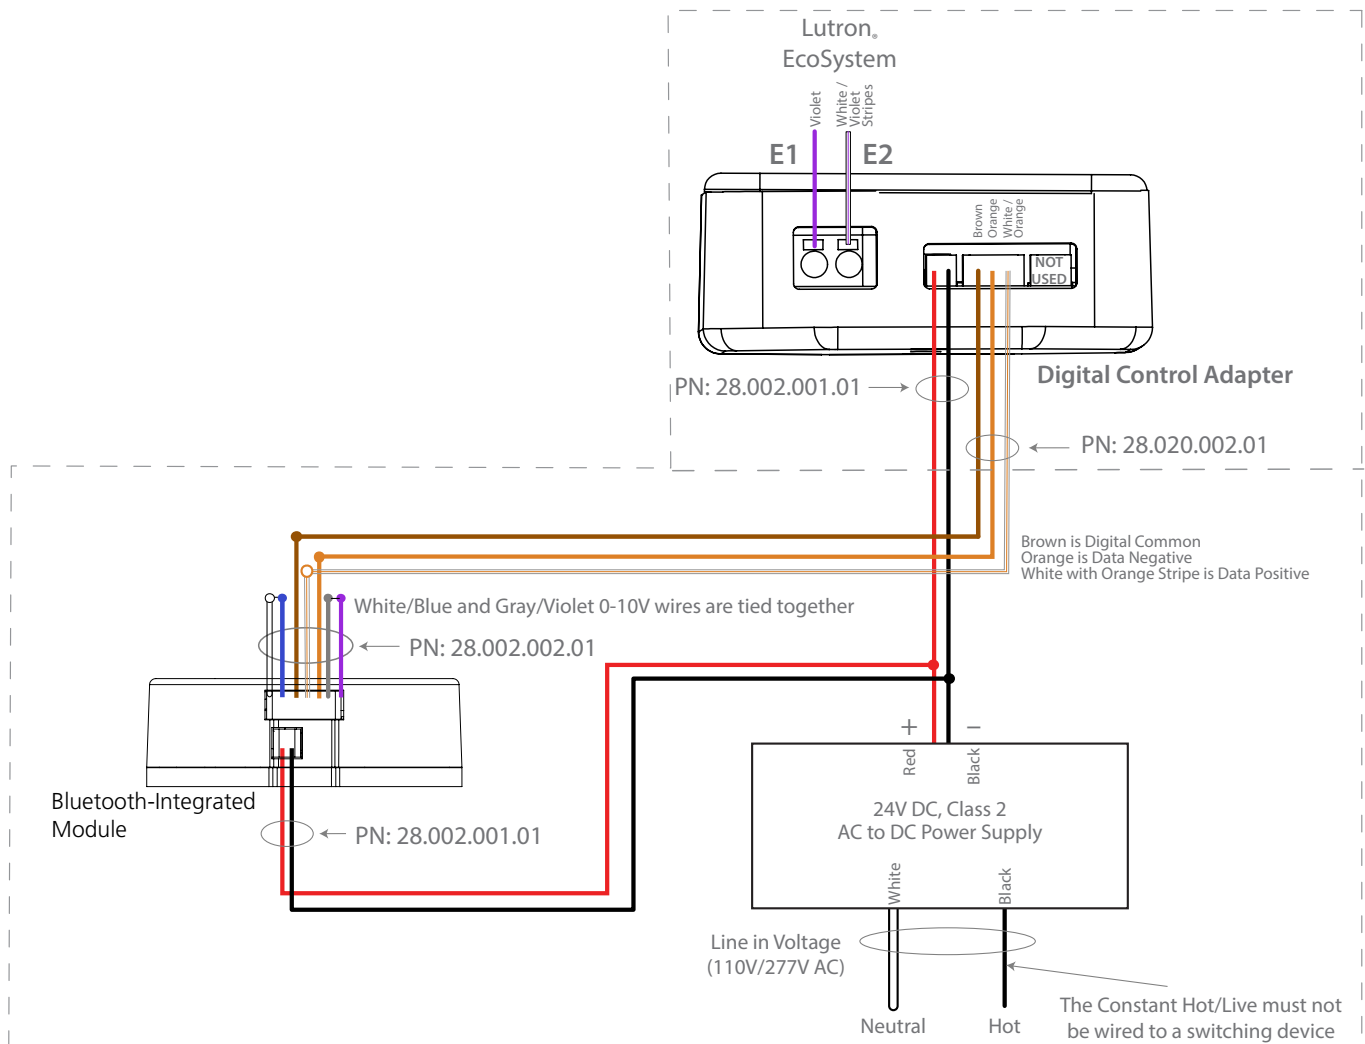 Lutron®
EcoSystem
Violet
White /
Violet
Stripes
E1
E2
Brown
Orange
White /
Orange
NOT
USED
Digital Control Adapter
PN: 28.002.001.01
PN: 28.020.002.01
Brown is Digital Common
Orange is Data Negative
White with Orange Stripe is Data Positive
White/Blue and Gray/Violet 0-10V wires are tied together
PN: 28.002.002.01
Bluetooth-Integrated
Module
PN: 28.002.001.01
+
–
Red
Black
24V DC, Class 2
AC to DC Power Supply
White
Black
Line in Voltage
(110V/277V AC)
Neutral
Hot
The Constant Hot/Live must not
be wired to a switching device